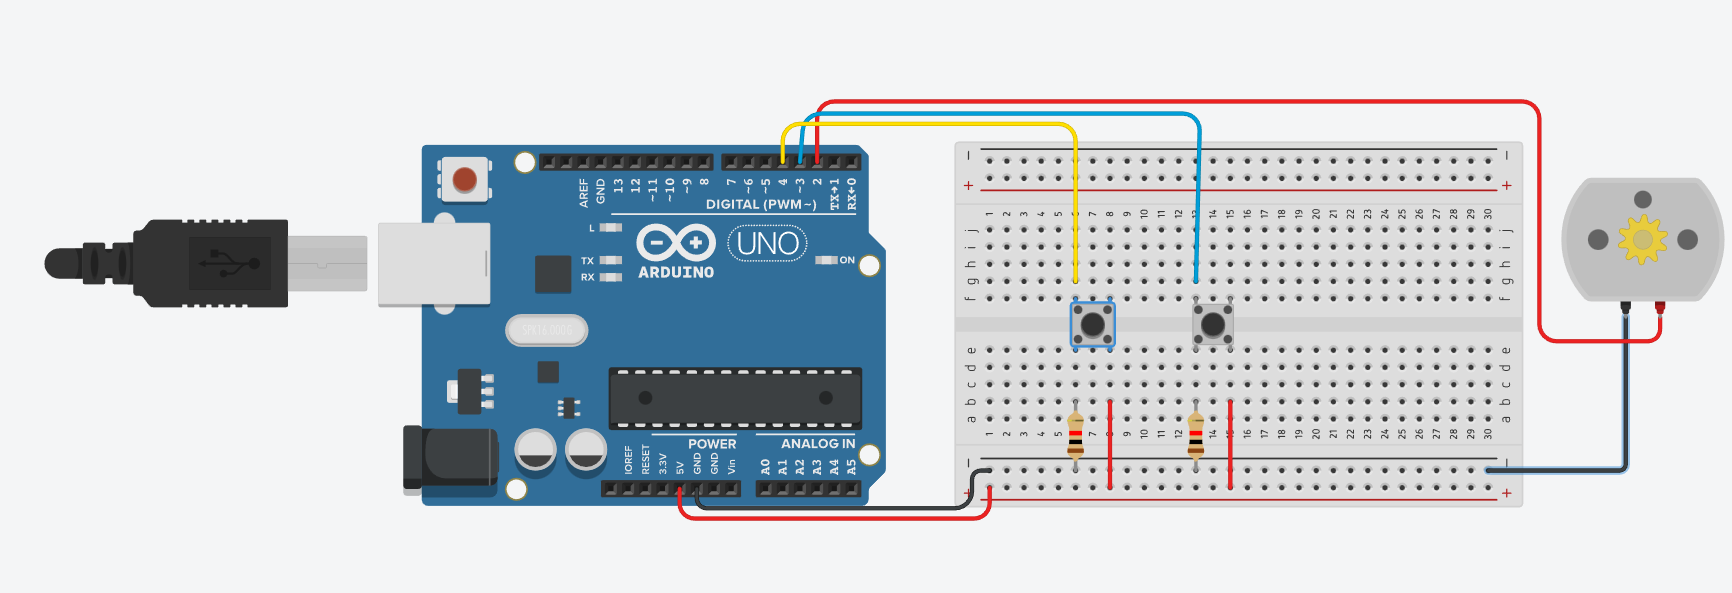 AREF
GND
13
12
~11
~10
~9
8
7
~6
~5
4
~3
2
TX→1
RX←0
DIGITAL (PWM~)
L
TX
RX
ARDUINO
UNO
ON
SPK16.000G
POWER
ANALOG IN
IOREF
RESET
3.3V
5V
GND
GND
Vin
A0
A1
A2
A3
A4
A5
− −
+ +
1 2 3 4 5 6 7 8 9 10 11 12 13 14 15 16 17 18 19 20 21 22 23 24 25 26 27 28 29 30
j j
i i
h h
g g
f f
e e
d d
c c
b b
a a
1 2 3 4 5 6 7 8 9 10 11 12 13 14 15 16 17 18 19 20 21 22 23 24 25 26 27 28 29 30
− −
+ +